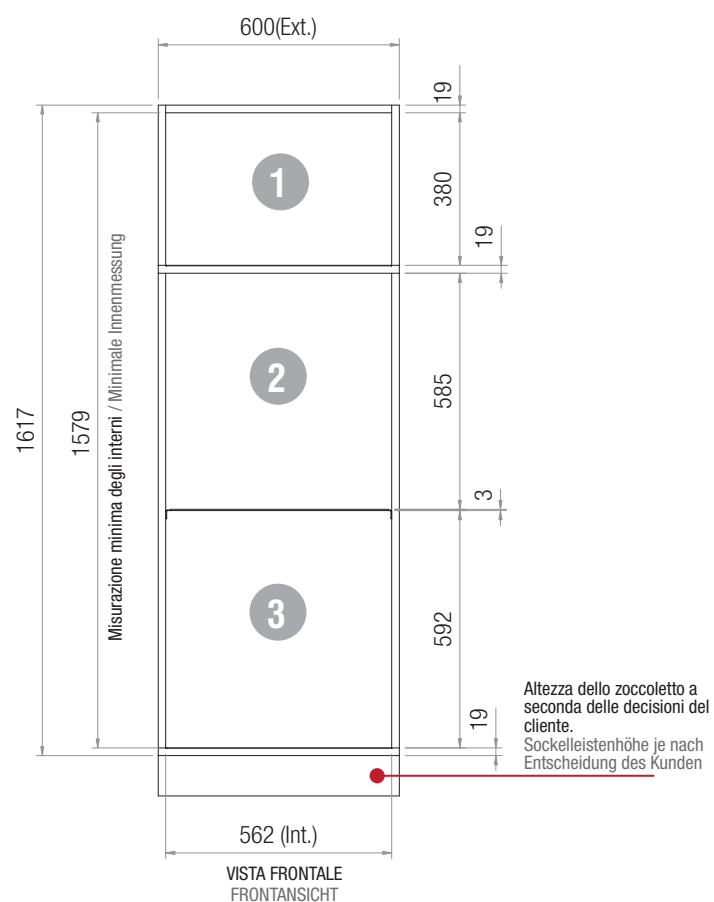 600(Ext.)
19
380
1
19
Misurazione minima degli interni / Minimale Innenmessung
1617
1579
2
585
3
3
592
Altezza dello zoccoletto a
seconda delle decisioni del
cliente.
Sockelleistenhöhe je nach
Entscheidung des Kunden
19
562 (Int.)
VISTA FRONTALE
FRONTANSICHT